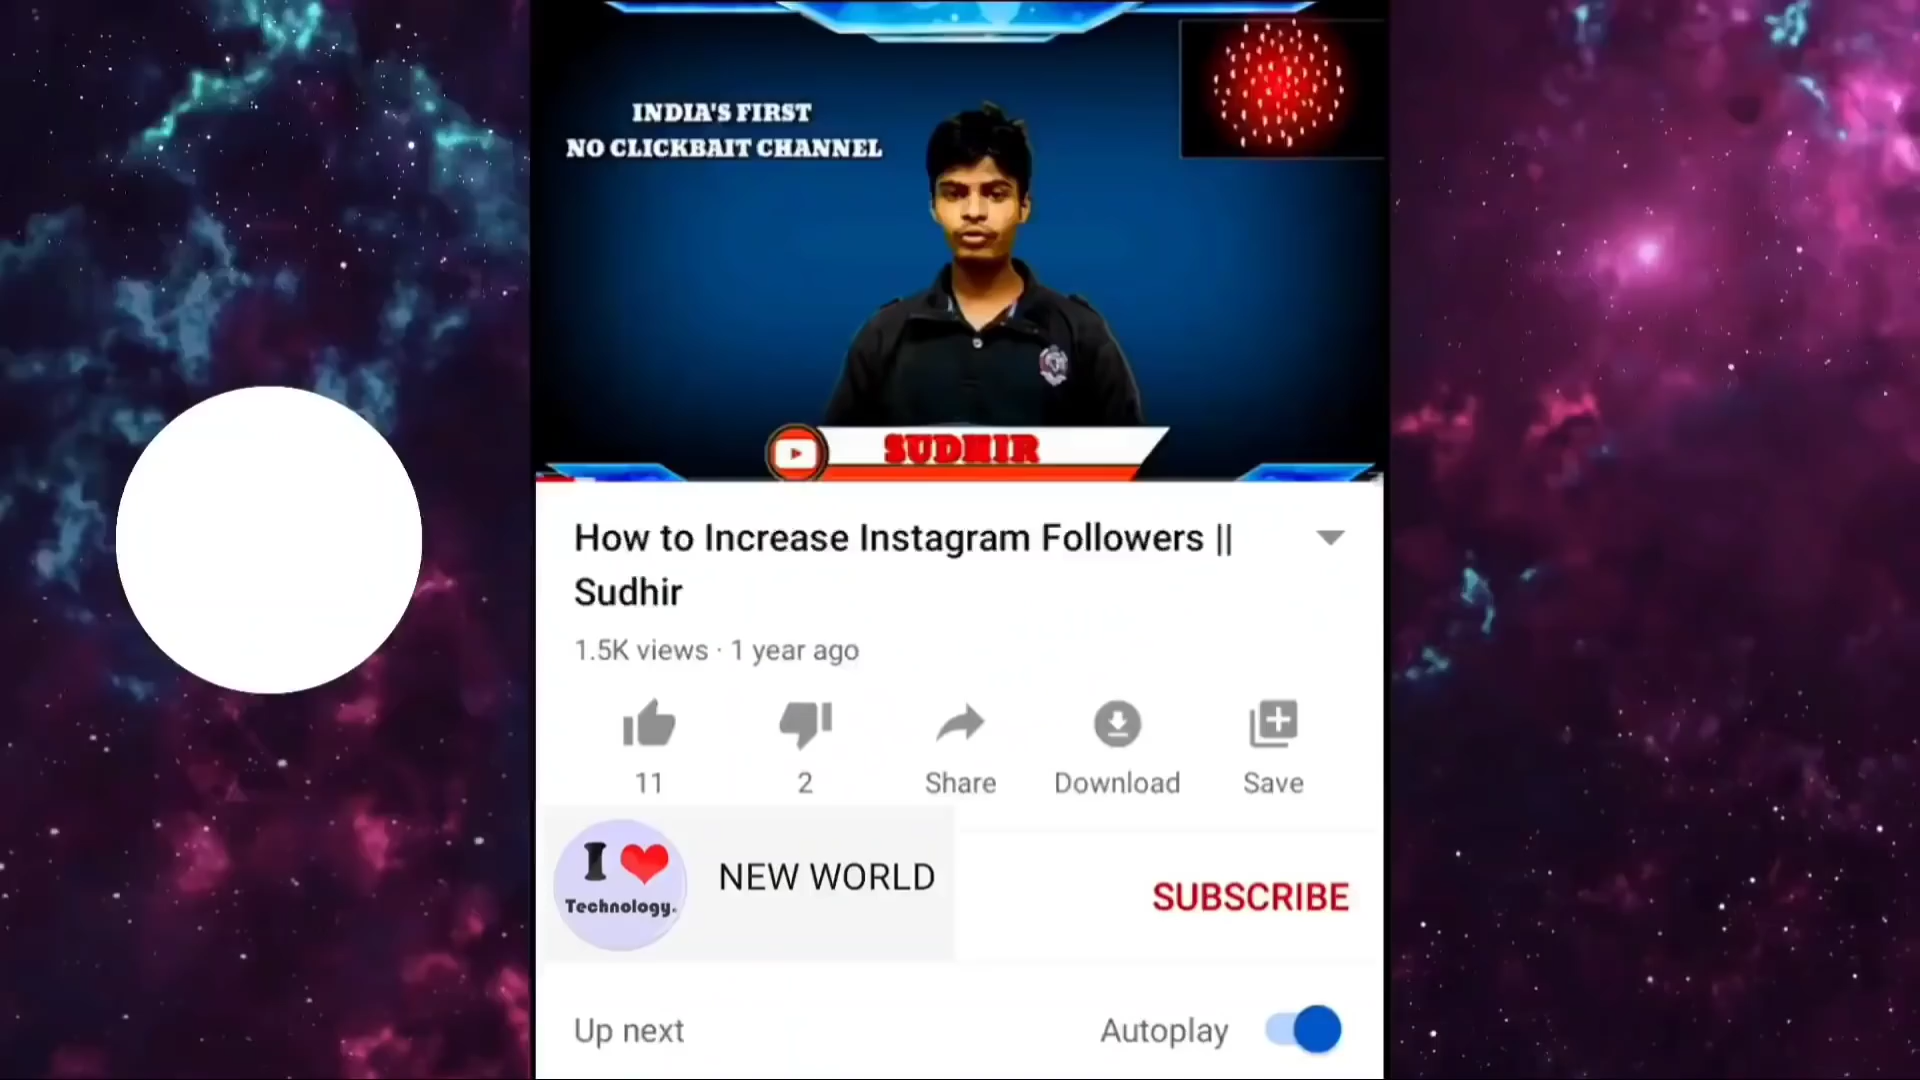 INDIA'S FIRST
NO CLICKBAIT CHANNEL
SUDHIR
How to Increase Instagram Followers ||
Sudhir
1.5K views · 1 year ago
11
2
Share
Download
Save
I
Technology.
NEW WORLD
SUBSCRIBE
Up next
Autoplay